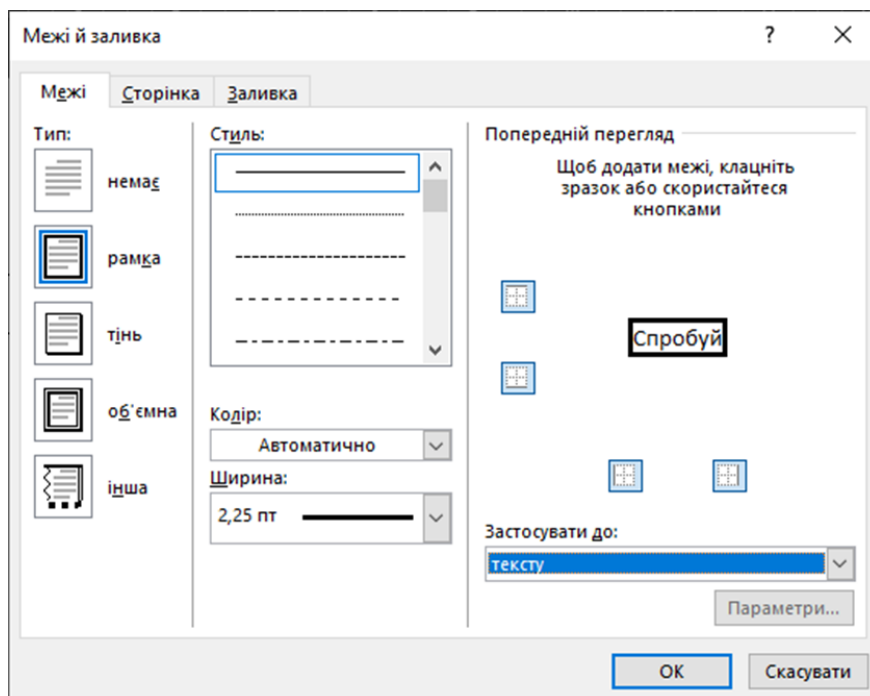 Межі й заливка
?
Межі
Сторінка
Заливка
Тип:
немає
рамка
тінь
об'ємна
інша
Стиль:
Колір:
Автоматично
Ширина:
2,25 пт
Попередній перегляд
Щоб додати межі, клацніть
зразок або скористайтеся
кнопками
Спробуй
Застосувати до:
тексту
Параметри...
ОК
Скасувати